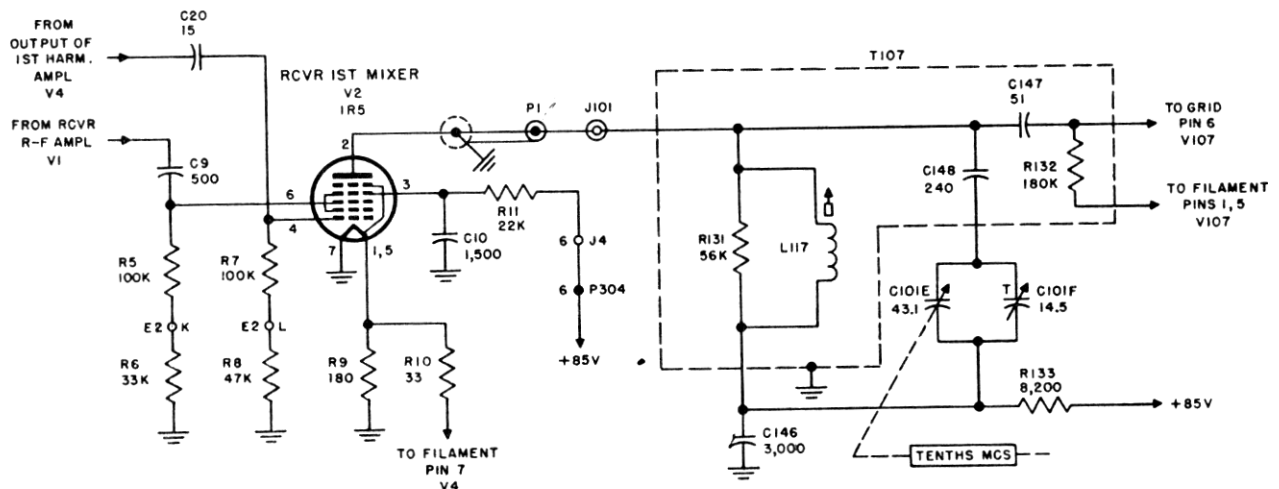 FROM
OUTPUT OF
1ST HARM.
AMPL
V4
C20
15
FROM RCVR
R-F AMPL
V1
C9
500
RCVR 1ST MIXER
V2
1R5
2
6
4
3
7
1,5
R5
100K
E2 K
R6
33K
R7
100K
E2 L
R8
47K
R9
180
R10
33
TO FILAMENT
PIN 7
V4
C10
1,500
R11
22K
6 J4
6 P304
+85V
P1
J101
T107
R131
56K
L117
C146
3,000
C147
51
C148
240
R132
180K
TO GRID
PIN 6
V107
TO FILAMENT
PINS 1,5
V107
C101E
43.1
T
C101F
14.5
R133
8,200
+85V
TENTHS MCS